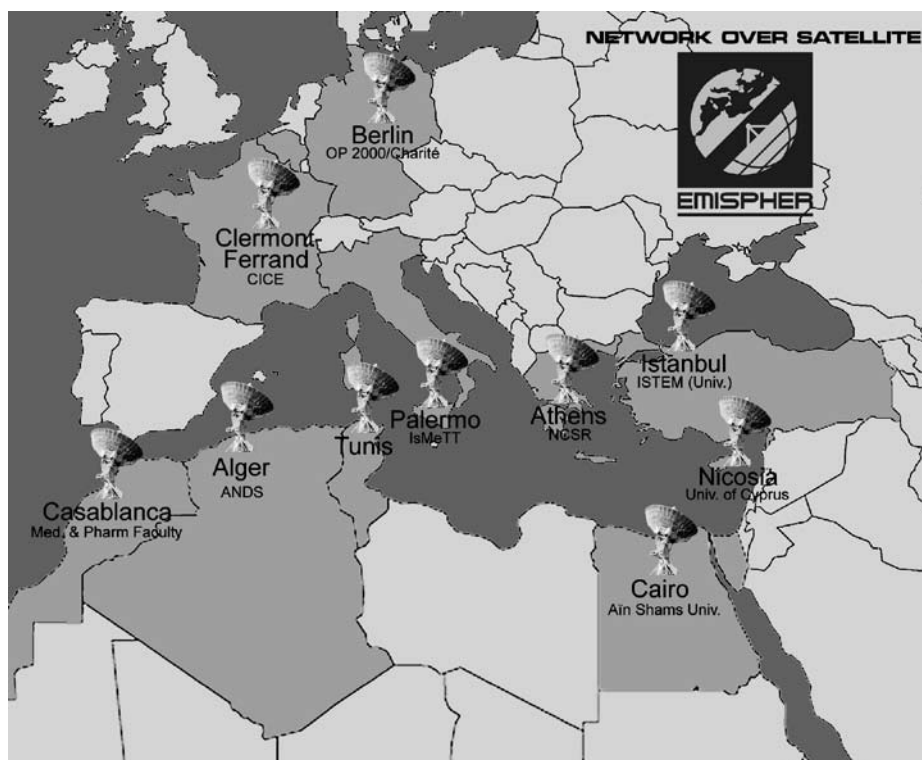 NETWORK OVER SATELLITE
EMISPHER
Berlin
OP 2000/Charité
Clermont-
Ferrand
CICE
Istanbul
ISTEM (Univ.)
Palermo
IsMeTT
Athens
NCSR
Tunis
Alger
ANDS
Nicosia
Univ. of Cyprus
Casablanca
Med. & Pharm Faculty
Cairo
Aïn Shams Univ.